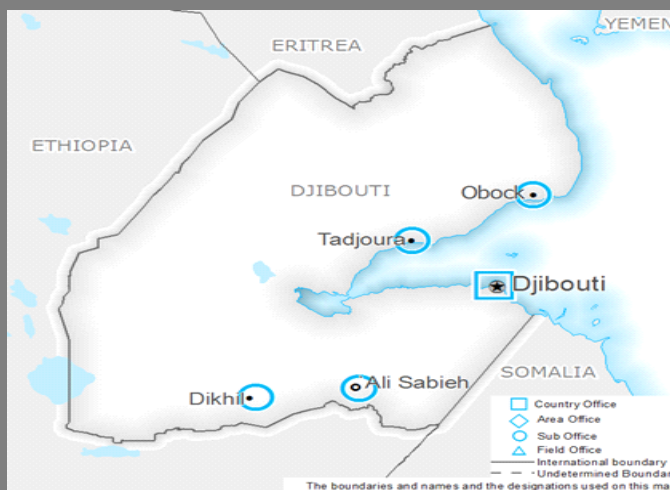 YEMEN
ERITREA
ETHIOPIA
DJIBOUTI
Obock
Tadjoura
Djibouti
SOMALIA
Ali Sabieh
Dikhil
Country Office
Area Office
Sub Office
Field Office
International boundary
Undetermined Boundar
The boundaries and names and the designations used on this ma